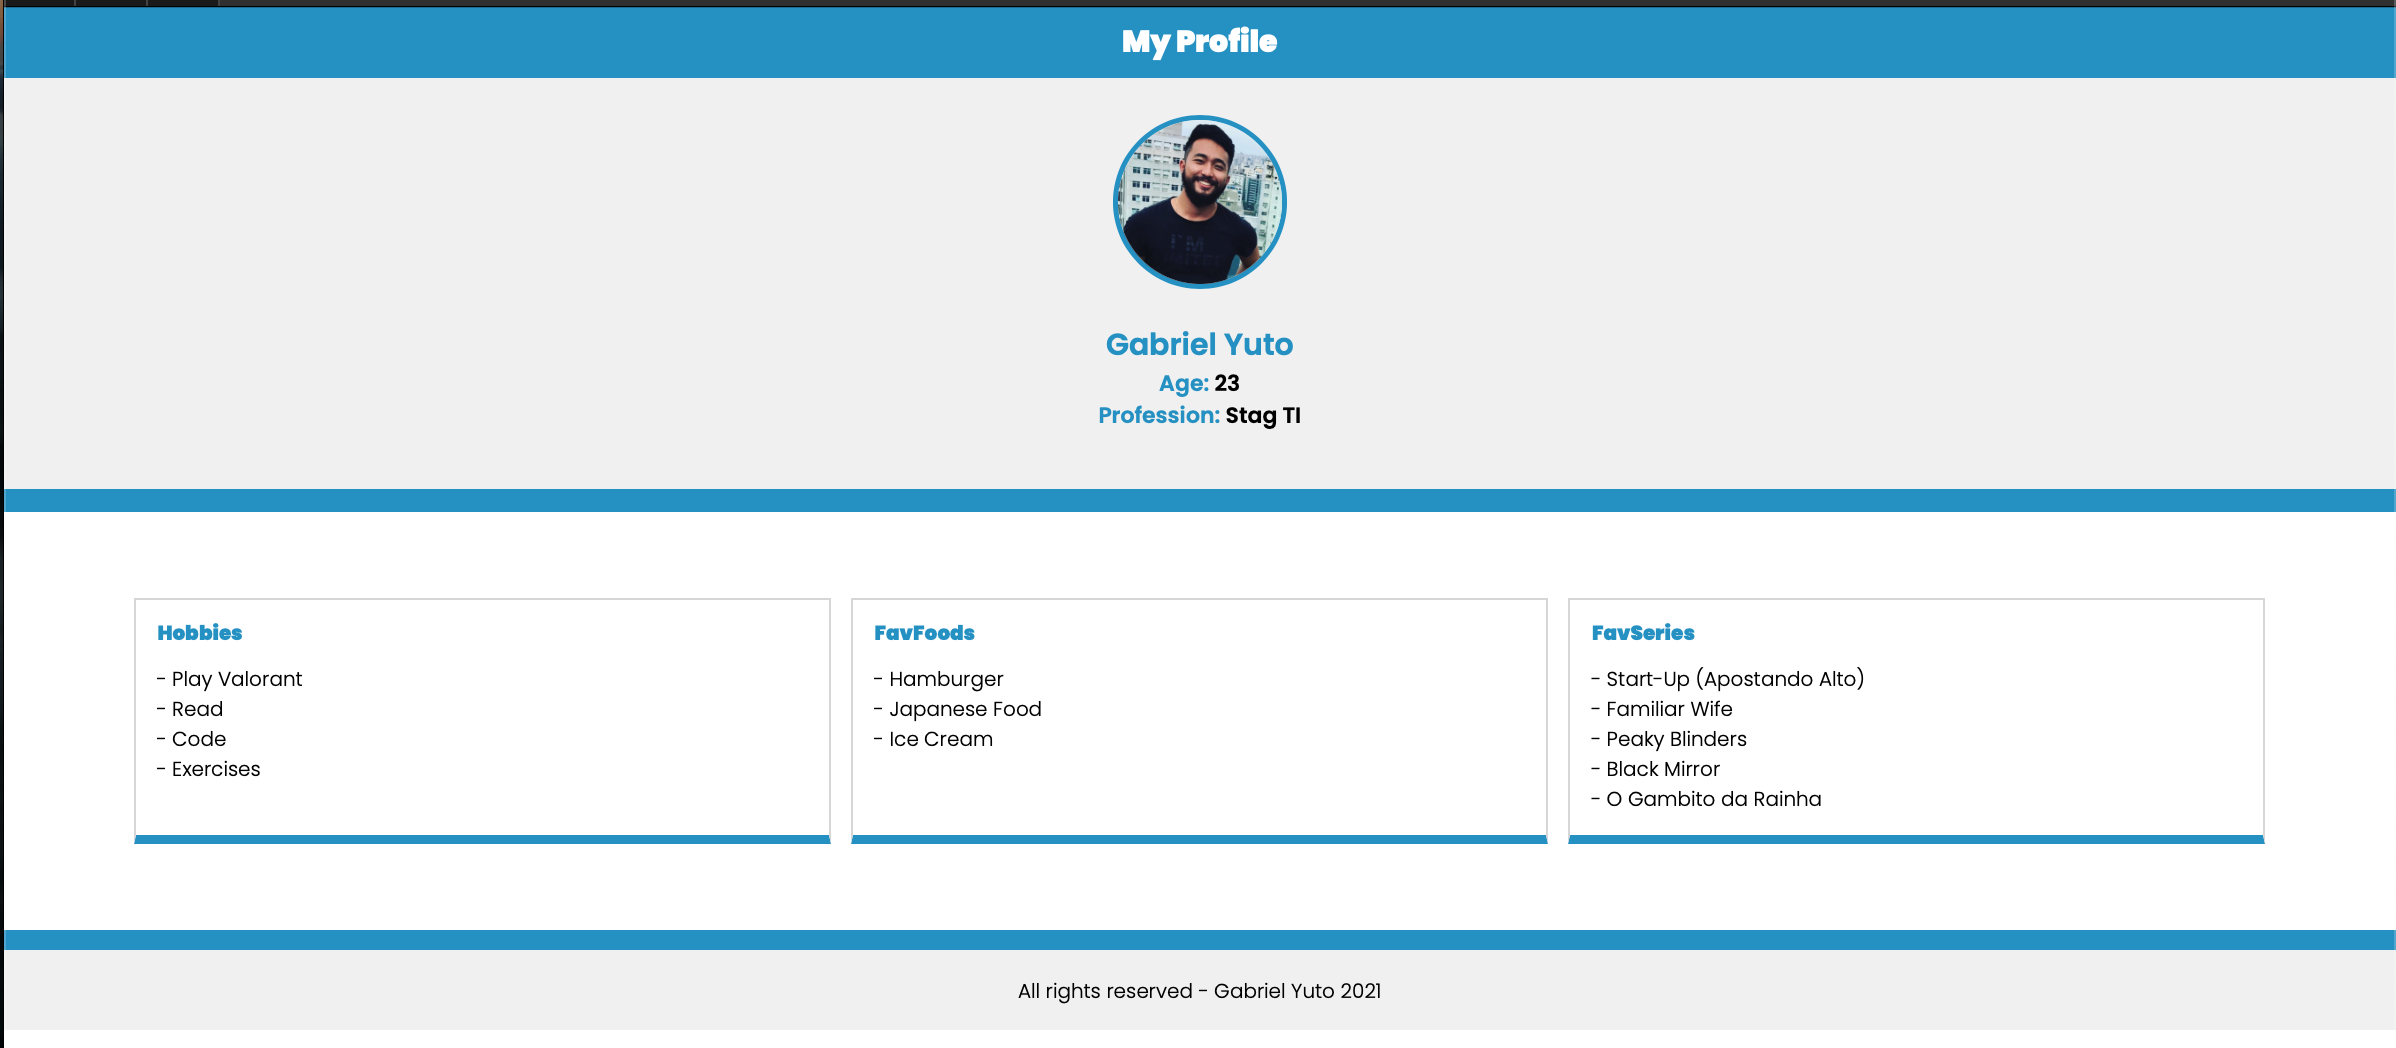 My Profile
I'M
Gabriel Yuto
Age: 23
Profession: Stag TI
Hobbies
- Play Valorant
- Read
- Code
- Exercises
FavFoods
- Hamburger
- Japanese Food
- Ice Cream
FavSeries
- Start-Up (Apostando Alto)
- Familiar Wife
- Peaky Blinders
- Black Mirror
- O Gambito da Rainha
All rights reserved - Gabriel Yuto 2021